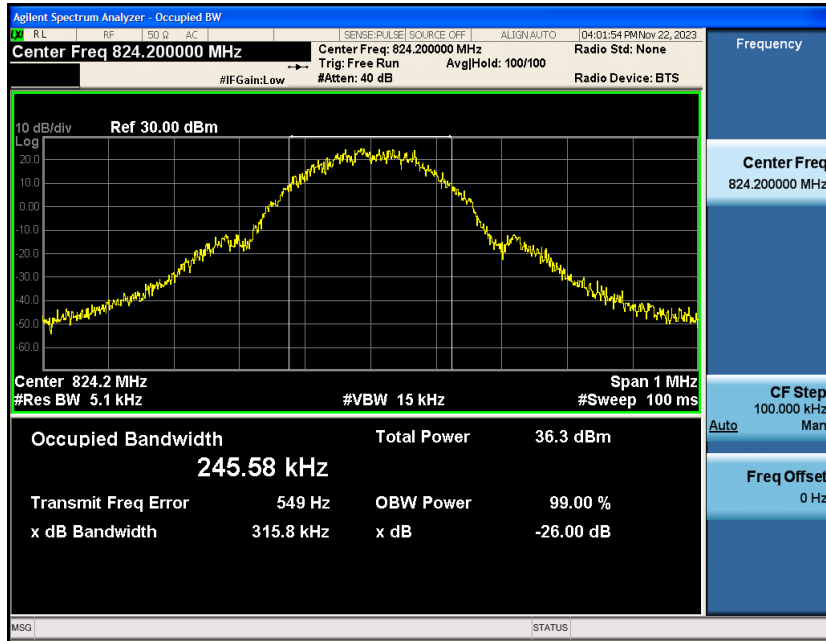 Agilent Spectrum Analyzer - Occupied BW
LXI RL RF 50 Ω AC SENSE:PULSE SOURCE OFF ALIGN AUTO 04:01:54 PM Nov 22, 2023
Center Freq 824.200000 MHz
Center Freq: 824.200000 MHz
Radio Std: None
Trig: Free Run
Avg|Hold: 100/100
#IFGain:Low
#Atten: 40 dB
Radio Device: BTS
10 dB/div
Ref 30.00 dBm
Log
20.0
10.0
0.00
-10.0
-20.0
-30.0
-40.0
-50.0
-60.0
Center 824.2 MHz
Span 1 MHz
#Res BW 5.1 kHz
#VBW 15 kHz
#Sweep 100 ms
Occupied Bandwidth
Total Power
36.3 dBm
245.58 kHz
Transmit Freq Error
549 Hz
OBW Power
99.00 %
x dB Bandwidth
315.8 kHz
x dB
-26.00 dB
Frequency
Center Freq
824.200000 MHz
CF Step
100.000 kHz
Auto
Man
Freq Offset
0 Hz
MSG
STATUS